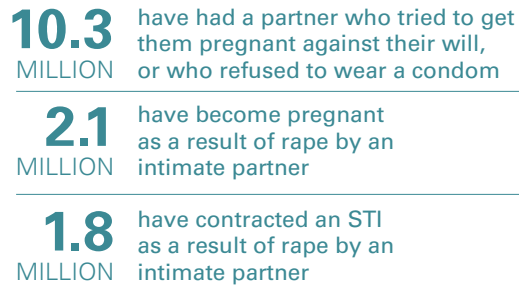 10.3
MILLION
have had a partner who tried to get
them pregnant against their will,
or who refused to wear a condom
2.1
MILLION
have become pregnant
as a result of rape by an
intimate partner
1.8
MILLION
have contracted an STI
as a result of rape by an
intimate partner